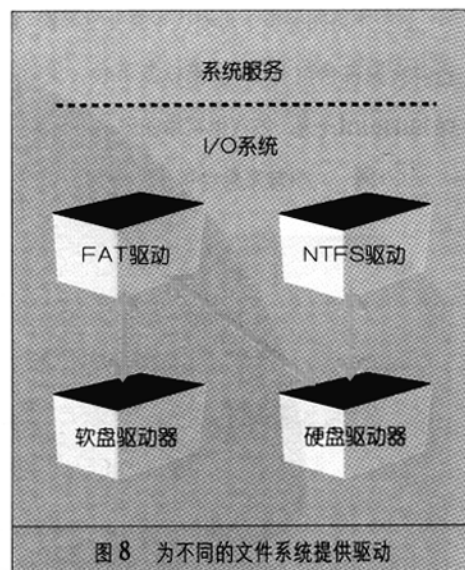 系统服务
I/O系统
FAT驱动
NTFS驱动
软盘驱动器
硬盘驱动器
图8 为不同的文件系统提供驱动